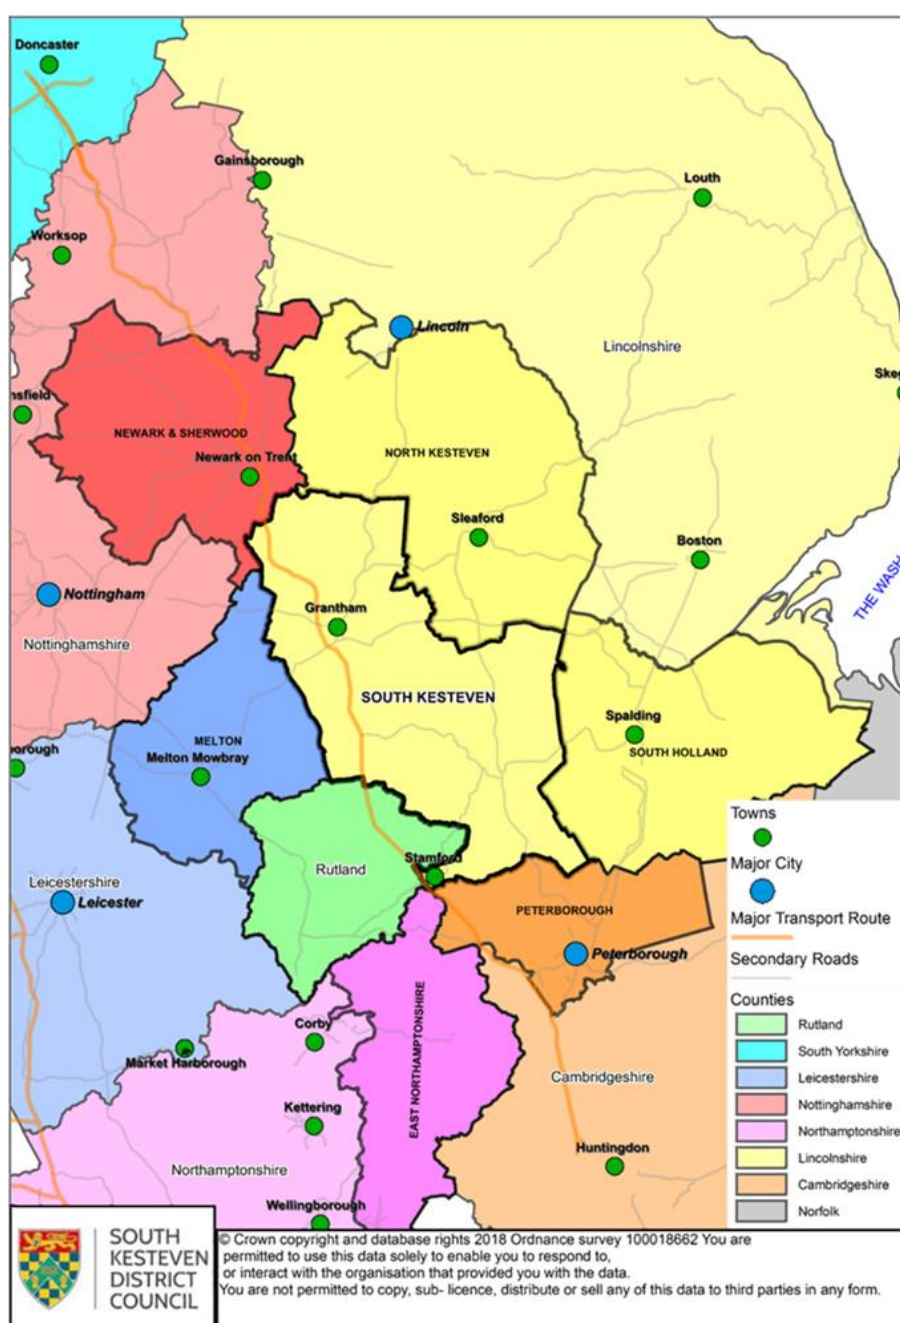 Doncaster
Gainsborough
Louth
Worksop
Lincoln
Lincolnshire
Skeg
nsfield
NEWARK & SHERWOOD
Newark on Trent
NORTH KESTEVEN
Sleaford
Boston
THE WASH
Nottingham
Grantham
Nottinghamshire
SOUTH KESTEVEN
Spalding
MELTON
SOUTH HOLLAND
orough
Melton Mowbray
Stamford
Rutland
Leicestershire
Leicester
PETERBOROUGH
Peterborough
EAST NORTHAMPTONSHIRE
Corby
Market Harborough
Cambridgeshire
Kettering
Huntingdon
Northamptonshire
Wellingborough
Towns
Major City
Major Transport Route
Secondary Roads
Counties
Rutland
South Yorkshire
Leicestershire
Nottinghamshire
Northamptonshire
Lincolnshire
Cambridgeshire
Norfolk
SOUTH
KESTEVEN
DISTRICT
COUNCIL
© Crown copyright and database rights 2018 Ordnance survey 100018662 You are
permitted to use this data solely to enable you to respond to,
or interact with the organisation that provided you with the data.
You are not permitted to copy, sub- licence, distribute or sell any of this data to third parties in any form.